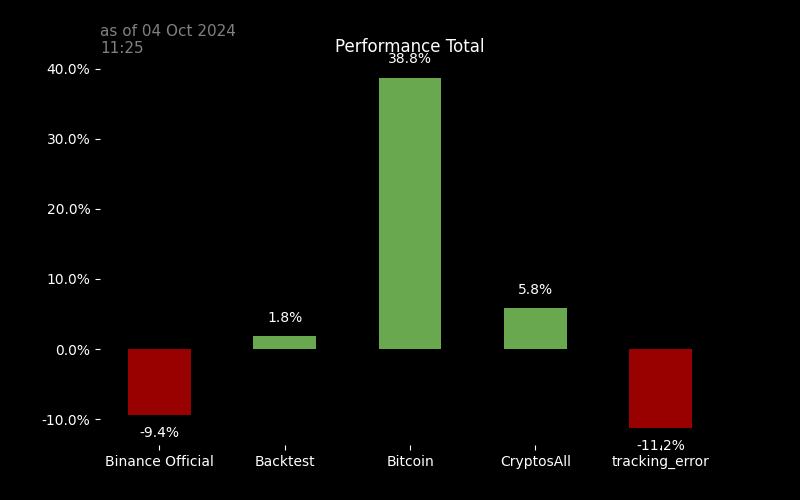 as of 04 Oct 2024
11:25
Performance Total
40.0%
38.8%
30.0%
20.0%
10.0%
5.8%
1.8%
0.0%
-10.0%
-9.4%
-11.2%
Binance Official
Backtest
Bitcoin
CryptosAll
tracking_error